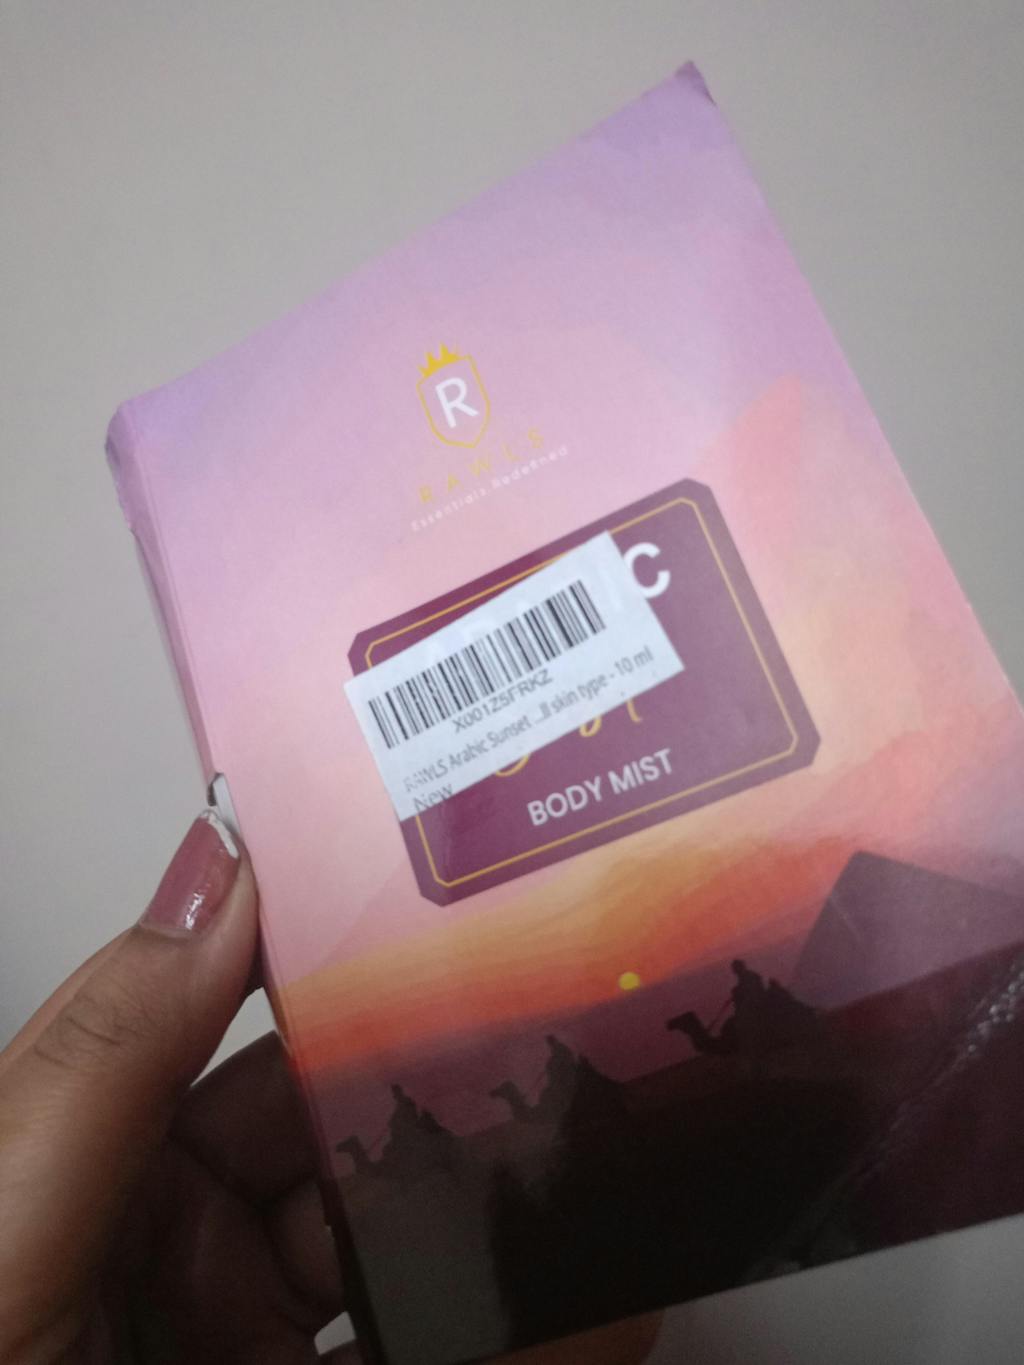 R
RAWLS
Essentials Redefined
C
X001Z5FRKZ
RAWLS Arabic Sunset ...ll skin type - 10 ml
New
BODY MIST